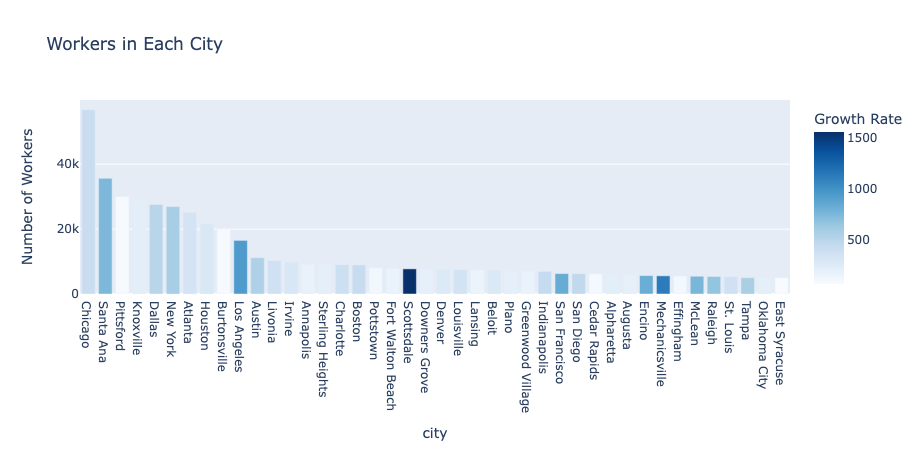 Workers in Each City
Growth Rate
1500
1000
500
Number of Workers
40k
20k
0
Chicago
Santa Ana
Pittsford
Knoxville
Dallas
New York
Atlanta
Houston
Burtonsville
Los Angeles
Austin
Livonia
Irvine
Annapolis
Sterling Heights
Charlotte
Boston
Pottstown
Fort Walton Beach
Scottsdale
Downers Grove
Denver
Louisville
Lansing
Beloit
Plano
Greenwood Village
Indianapolis
San Francisco
San Diego
Cedar Rapids
Alpharetta
Augusta
Encino
Mechanicsville
Effingham
McLean
Raleigh
St. Louis
Tampa
Oklahoma City
East Syracuse
city